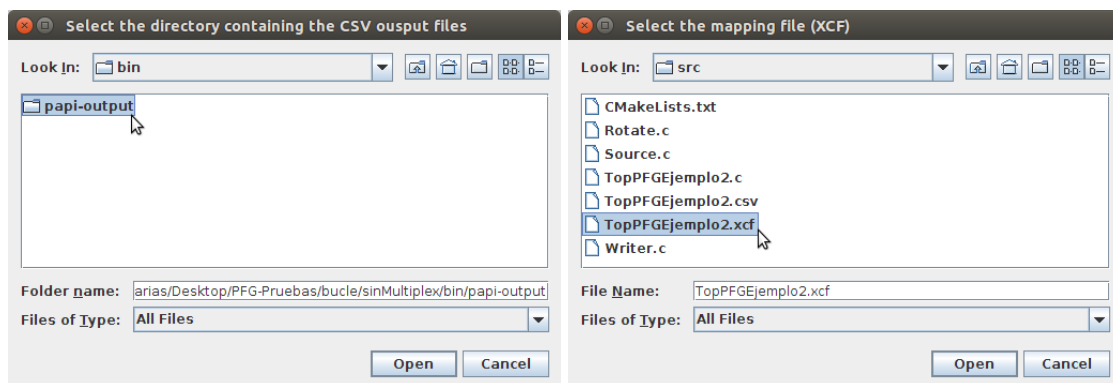 Select the directory containing the CSV ousput files
Look In: bin
papi-output
Folder name: arias/Desktop/PFG-Pruebas/bucle/sinMultiplex/bin/papi-output
Files of Type: All Files
Open Cancel
Select the mapping file (XCF)
Look In: src
CMakeLists.txt
Rotate.c
Source.c
TopPFGEjemplo2.c
TopPFGEjemplo2.csv
TopPFGEjemplo2.xcf
Writer.c
File Name: TopPFGEjemplo2.xcf
Files of Type: All Files
Open Cancel